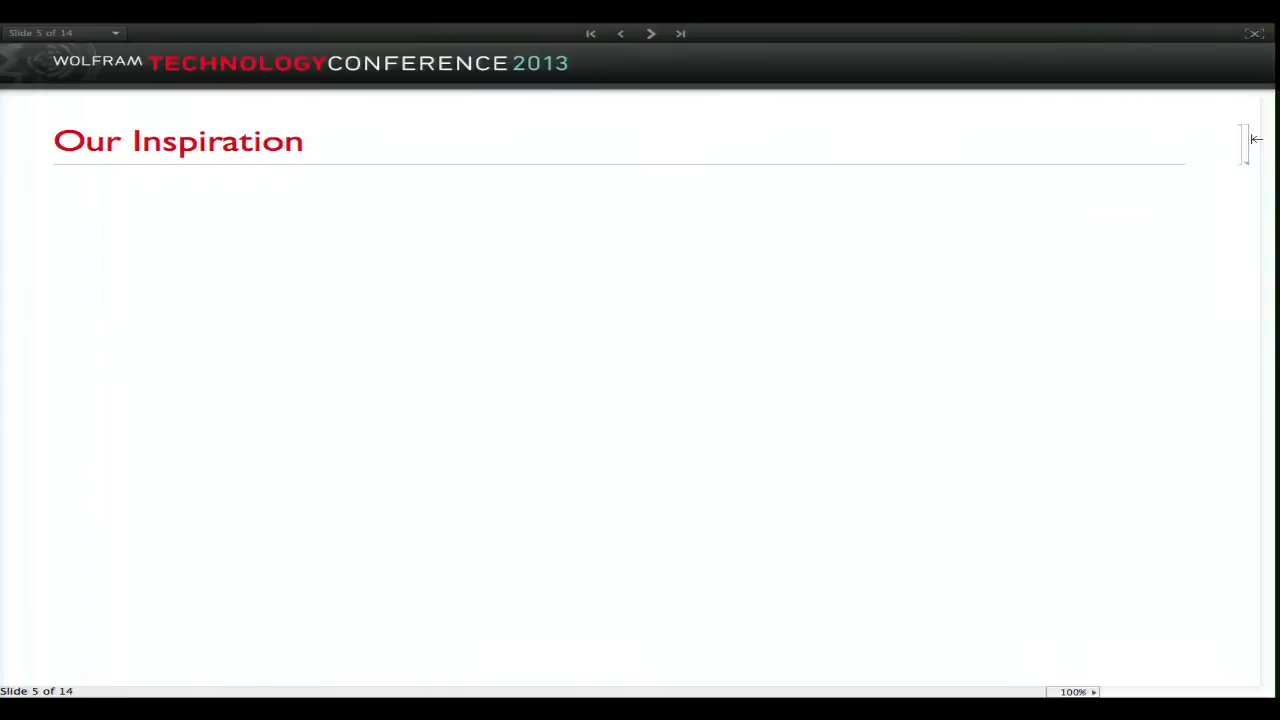 Slide 5 of 14
WOLFRAM TECHNOLOGYCONFERENCE 2013
Our Inspiration
Slide 5 of 14
100%